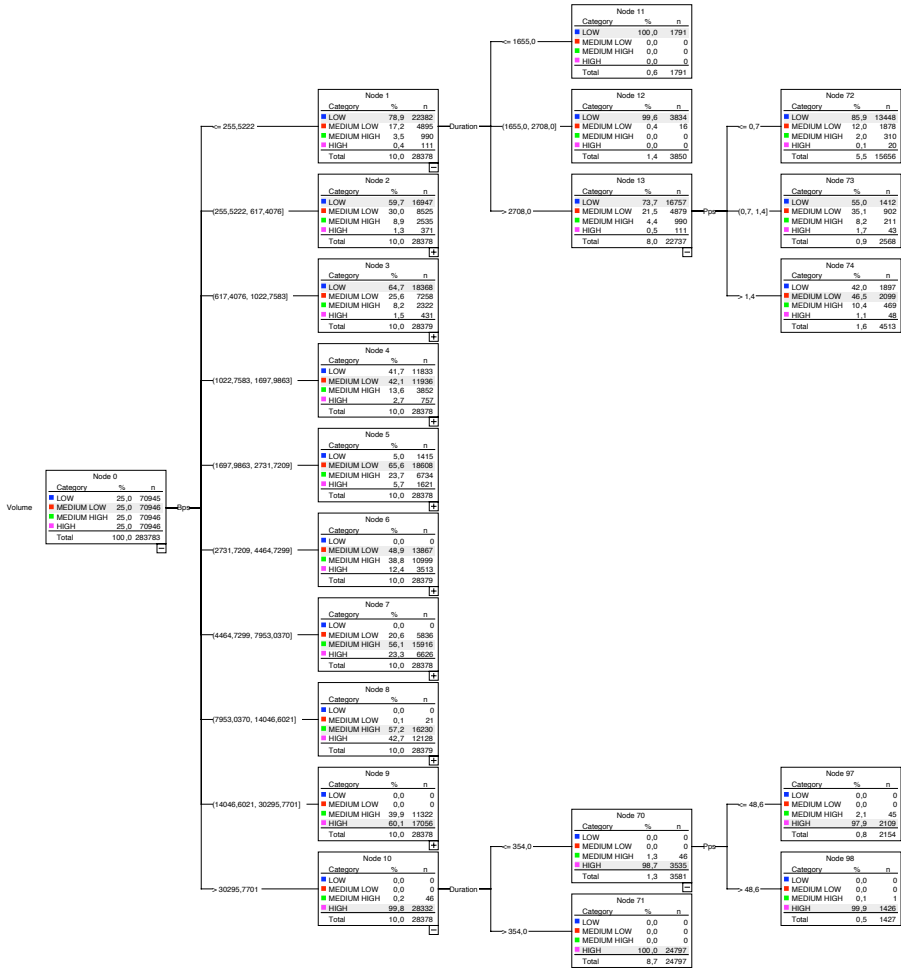 Volume
Node 0
Category % n
LOW 25,0 70945
MEDIUM LOW 25,0 70946
MEDIUM HIGH 25,0 70946
HIGH 25,0 70946
Total 100,0 283783
Bps
<= 255,5222
Node 1
Category % n
LOW 78,9 22382
MEDIUM LOW 17,2 4895
MEDIUM HIGH 3,5 990
HIGH 0,4 111
Total 10,0 28378
(255,5222, 617,4076]
Node 2
Category % n
LOW 59,7 16947
MEDIUM LOW 30,0 8525
MEDIUM HIGH 8,9 2535
HIGH 1,3 371
Total 10,0 28378
(617,4076, 1022,7583]
Node 3
Category % n
LOW 64,7 18368
MEDIUM LOW 25,6 7258
MEDIUM HIGH 8,2 2322
HIGH 1,5 431
Total 10,0 28379
(1022,7583, 1697,9863]
Node 4
Category % n
LOW 41,7 11833
MEDIUM LOW 42,1 11936
MEDIUM HIGH 13,6 3852
HIGH 2,7 757
Total 10,0 28378
(1697,9863, 2731,7209]
Node 5
Category % n
LOW 5,0 1415
MEDIUM LOW 65,6 18608
MEDIUM HIGH 23,7 6734
HIGH 5,7 1621
Total 10,0 28378
(2731,7209, 4464,7299]
Node 6
Category % n
LOW 0,0 0
MEDIUM LOW 48,9 13867
MEDIUM HIGH 38,8 10999
HIGH 12,4 3513
Total 10,0 28379
(4464,7299, 7953,0370]
Node 7
Category % n
LOW 0,0 0
MEDIUM LOW 20,6 5836
MEDIUM HIGH 56,1 15916
HIGH 23,3 6626
Total 10,0 28378
(7953,0370, 14046,6021]
Node 8
Category % n
LOW 0,0 0
MEDIUM LOW 0,1 21
MEDIUM HIGH 57,2 16230
HIGH 42,7 12128
Total 10,0 28379
(14046,6021, 30295,7701]
Node 9
Category % n
LOW 0,0 0
MEDIUM LOW 0,0 0
MEDIUM HIGH 39,9 11322
HIGH 60,1 17056
Total 10,0 28378
> 30295,7701
Node 10
Category % n
LOW 0,0 0
MEDIUM LOW 0,0 0
MEDIUM HIGH 0,2 46
HIGH 99,8 28332
Total 10,0 28378
Duration
<= 1655,0
Node 11
Category % n
LOW 100,0 1791
MEDIUM LOW 0,0 0
MEDIUM HIGH 0,0 0
HIGH 0,0 0
Total 0,6 1791
(1655,0, 2708,0]
Node 12
Category % n
LOW 99,6 3834
MEDIUM LOW 0,4 16
MEDIUM HIGH 0,0 0
HIGH 0,0 0
Total 1,4 3850
> 2708,0
Node 13
Category % n
LOW 73,7 16757
MEDIUM LOW 21,5 4879
MEDIUM HIGH 4,4 990
HIGH 0,5 111
Total 8,0 22737
Pps
<= 0,7
Node 72
Category % n
LOW 85,9 13448
MEDIUM LOW 12,0 1878
MEDIUM HIGH 2,0 310
HIGH 0,1 20
Total 5,5 15656
(0,7, 1,4]
Node 73
Category % n
LOW 55,0 1412
MEDIUM LOW 35,1 902
MEDIUM HIGH 8,2 211
HIGH 1,7 43
Total 0,9 2568
> 1,4
Node 74
Category % n
LOW 42,0 1897
MEDIUM LOW 46,5 2099
MEDIUM HIGH 10,4 469
HIGH 1,1 48
Total 1,6 4513
Duration
<= 354,0
Node 70
Category % n
LOW 0,0 0
MEDIUM LOW 0,0 0
MEDIUM HIGH 1,3 46
HIGH 98,7 3535
Total 1,3 3581
> 354,0
Node 71
Category % n
LOW 0,0 0
MEDIUM LOW 0,0 0
MEDIUM HIGH 0,0 0
HIGH 100,0 24797
Total 8,7 24797
Pps
<= 48,6
Node 97
Category % n
LOW 0,0 0
MEDIUM LOW 0,0 0
MEDIUM HIGH 2,1 45
HIGH 97,9 2109
Total 0,8 2154
> 48,6
Node 98
Category % n
LOW 0,0 0
MEDIUM LOW 0,0 0
MEDIUM HIGH 0,1 1
HIGH 99,9 1426
Total 0,5 1427